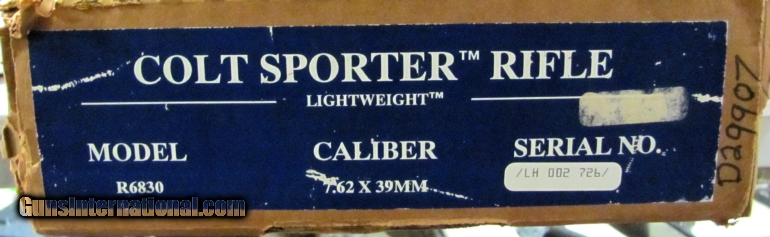 COLT SPORTER™ RIFLE
LIGHTWEIGHT™
MODEL CALIBER SERIAL NO.
R6830 7.62 X 39MM /LH 002 726/
D29907
GunsInternational.com